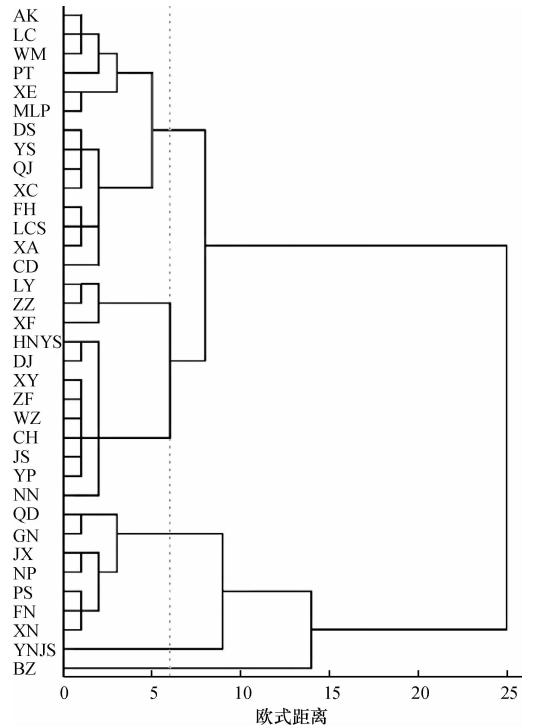 AK
LC
WM
PT
XE
MLP
DS
YS
QJ
XC
FH
LCS
XA
CD
LY
ZZ
XF
HNYS
DJ
XY
ZF
WZ
CH
JS
YP
NN
QD
GN
JX
NP
PS
FN
XN
YNJS
BZ
0 5 10 15 20 25
欧式距离